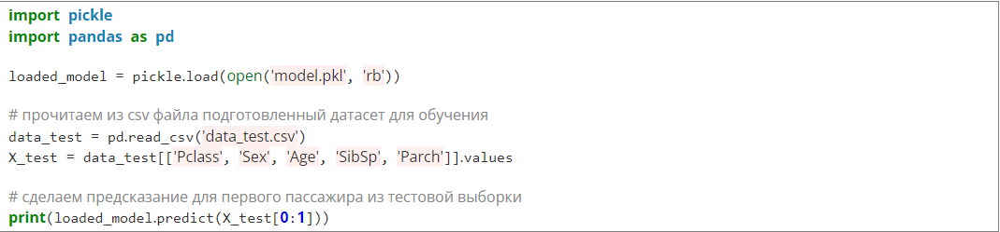 import pickle
import pandas as pd
loaded_model = pickle.load(open('model.pkl', 'rb'))
# прочитаем из csv файла подготовленный датасет для обучения
data_test = pd.read_csv('data_test.csv')
X_test = data_test[['Pclass', 'Sex', 'Age', 'SibSp', 'Parch']].values
# сделаем предсказание для первого пассажира из тестовой выборки
print(loaded_model.predict(X_test[0:1]))